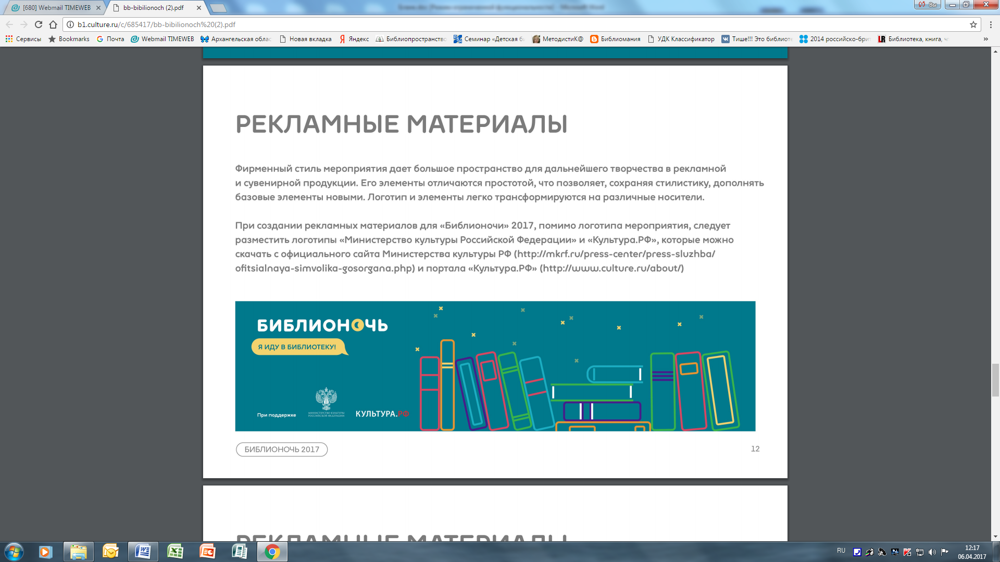 [680] Webmail TIMEWEB
bb-bibilionoch (2).pdf
Вы
b1.culture.ru/c/685417/bb-bibilionoch%20(2).pdf
Сервисы
Bookmarks
Почта
Webmail TIMEWEB
Архангельская облас
Новая вкладка
Яндекс
Библиопространство
Семинар «Детская б
МетодистиК@
Библиомания
УДК Классификатор
Тише!!! Это библиоте
2014 российско-бри
Библиотека, книга, ч
РЕКЛАМНЫЕ МАТЕРИАЛЫ
Фирменный стиль мероприятия дает большое пространство для дальнейшего творчества в рекламной
и сувенирной продукции. Его элементы отличаются простотой, что позволяет, сохраняя стилистику, дополнять
базовые элементы новыми. Логотип и элементы легко трансформируются на различные носители.
При создании рекламных материалов для «Библионочи» 2017, помимо логотипа мероприятия, следует
разместить логотипы «Министерство культуры Российской Федерации» и «Культура.РФ», которые можно
скачать с официального сайта Министерства культуры РФ (http://mkrf.ru/press-center/press-sluzhba/
ofitsialnaya-simvolika-gosorgana.php) и портала «Культура.РФ» (http://www.culture.ru/about/)
БИБЛИОНОЧЬ
Я ИДУ В БИБЛИОТЕКУ!
При поддержке
МИНИСТЕРСТВО КУЛЬТУРЫ
РОССИЙСКОЙ ФЕДЕРАЦИИ
КУЛЬТУРА.РФ
БИБЛИОНОЧЬ 2017
12
РЕКЛАМНЫЕ МАТЕРИАЛЫ
RU
12:17
06.04.2017